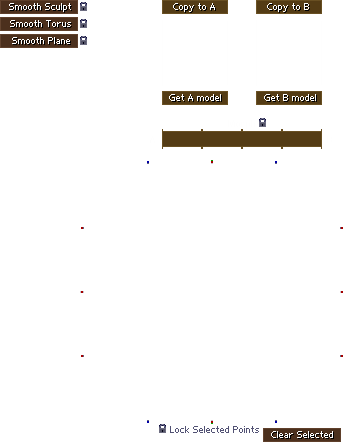 Smooth Sculpt
Copy to A
Copy to B
Smooth Torus
Smooth Plane
Get A model
Get B model
Lock Selected Points
Clear Selected